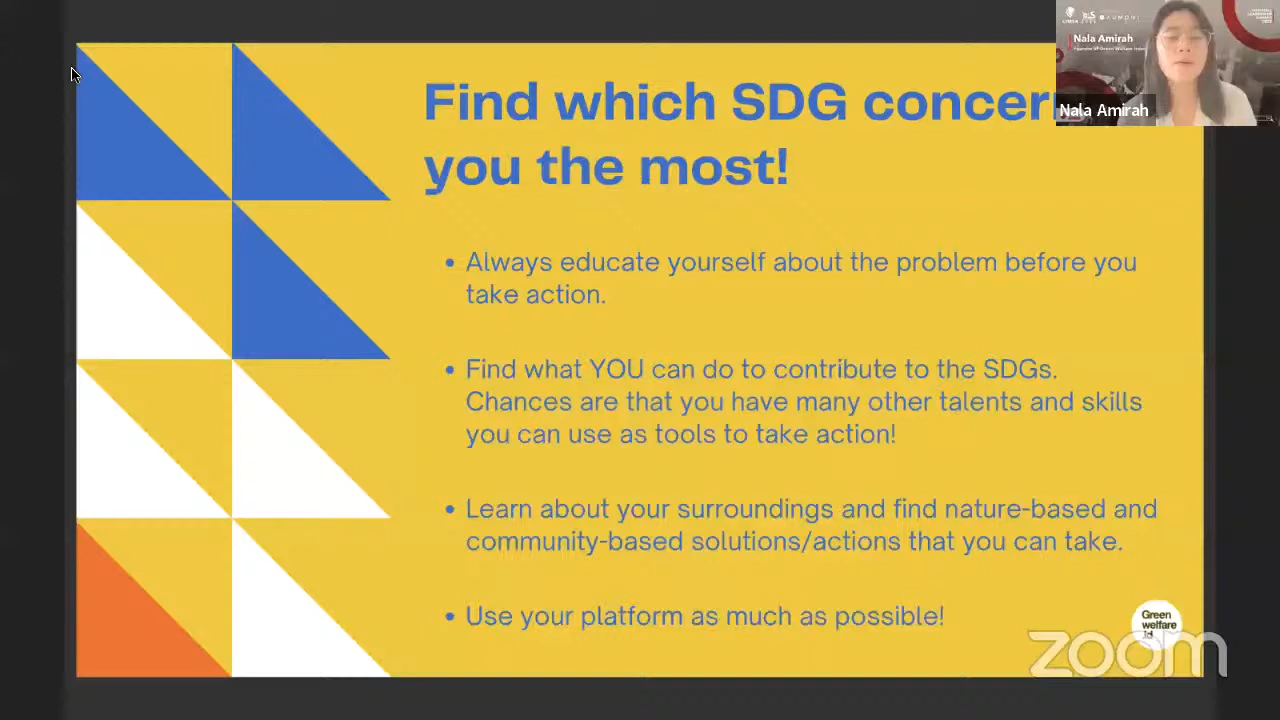 Find which SDG concer
you the most!
Nala Amirah
Nala Amirah
• Always educate yourself about the problem before you
take action.
• Find what YOU can do to contribute to the SDGs.
Chances are that you have many other talents and skills
you can use as tools to take action!
• Learn about your surroundings and find nature-based and
community-based solutions/actions that you can take.
• Use your platform as much as possible!
Green
welfare
.id
zoom